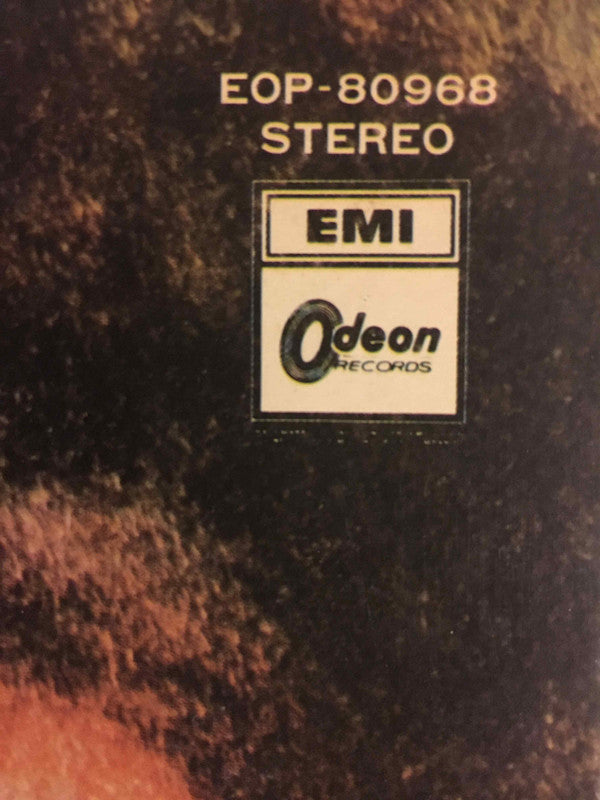 EOP-80968
STEREO
EMI
Odeon
RECORDS